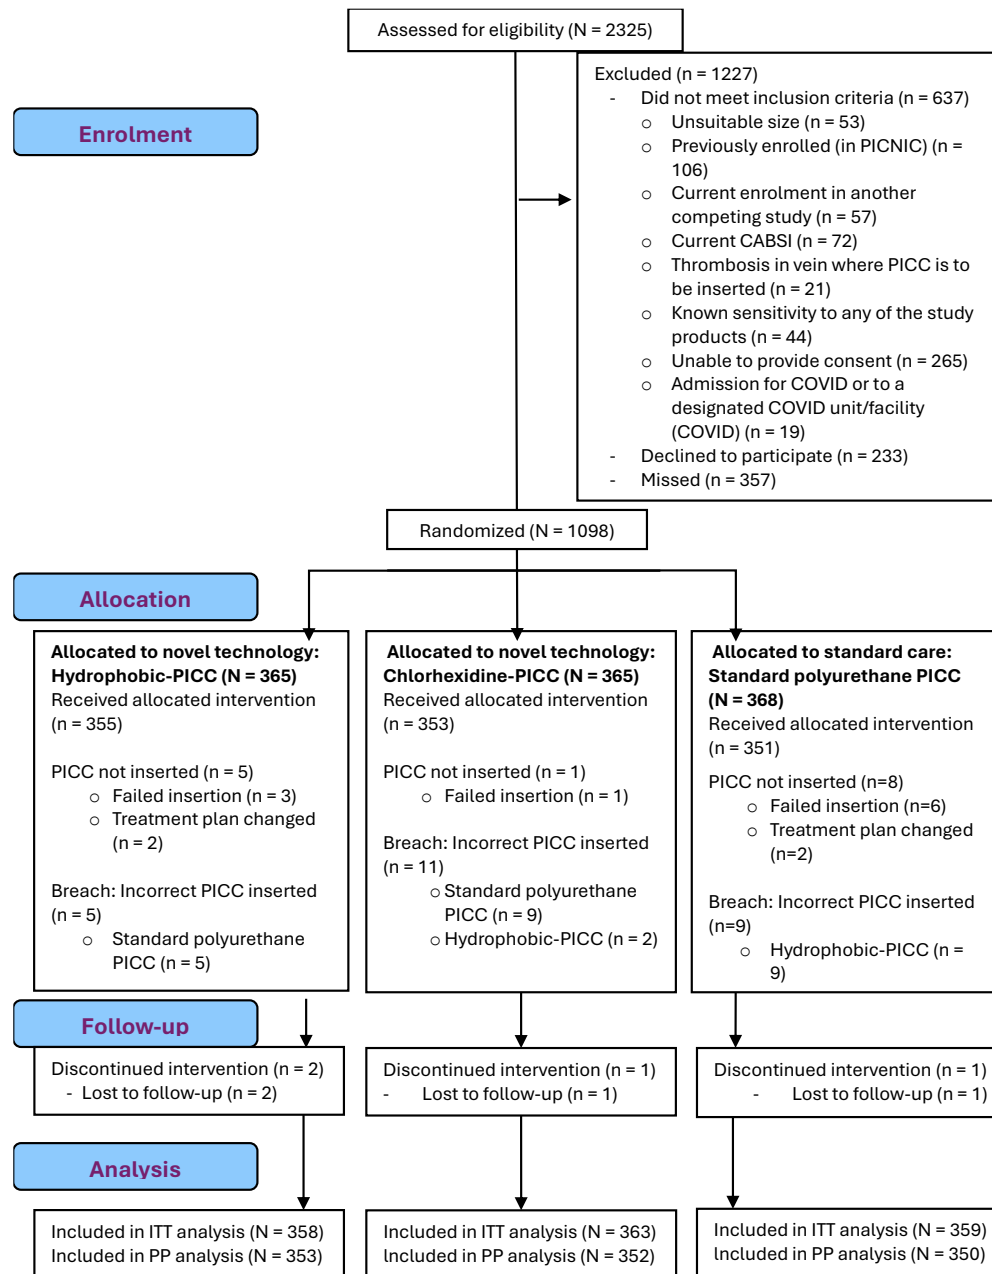 Assessed for eligibility (N = 2325)
Excluded (n = 1227)
- Did not meet inclusion criteria (n = 637)
o Unsuitable size (n = 53)
o Previously enrolled (in PICNIC) (n =
106)
o Current enrolment in another
competing study (n = 57)
o Current CABSI (n = 72)
o Thrombosis in vein where PICC is to
be inserted (n = 21)
o Known sensitivity to any of the study
products (n = 44)
o Unable to provide consent (n = 265)
o Admission for COVID or to a
designated COVID unit/facility
(COVID) (n = 19)
- Declined to participate (n = 233)
- Missed (n = 357)
Enrolment
Randomized (N = 1098)
Allocation
Allocated to novel technology:
Hydrophobic-PICC (N = 365)
Received allocated intervention
(n = 355)
PICC not inserted (n = 5)
o Failed insertion (n = 3)
o Treatment plan changed
(n = 2)
Breach: Incorrect PICC inserted
(n = 5)
o Standard polyurethane
PICC (n = 5)
Allocated to novel technology:
Chlorhexidine-PICC (N = 365)
Received allocated intervention
(n = 353)
PICC not inserted (n = 1)
o Failed insertion (n = 1)
Breach: Incorrect PICC inserted
(n = 11)
o Standard polyurethane
PICC (n = 9)
o Hydrophobic-PICC (n = 2)
Allocated to standard care:
Standard polyurethane PICC
(N = 368)
Received allocated intervention
(n = 351)
PICC not inserted (n=8)
o Failed insertion (n=6)
o Treatment plan changed
(n=2)
Breach: Incorrect PICC inserted
(n=9)
o Hydrophobic-PICC (n =
9)
Follow-up
Discontinued intervention (n = 2)
- Lost to follow-up (n = 2)
Discontinued intervention (n = 1)
- Lost to follow-up (n = 1)
Discontinued intervention (n = 1)
- Lost to follow-up (n = 1)
Analysis
Included in ITT analysis (N = 358)
Included in PP analysis (N = 353)
Included in ITT analysis (N = 363)
Included in PP analysis (N = 352)
Included in ITT analysis (N = 359)
Included in PP analysis (N = 350)